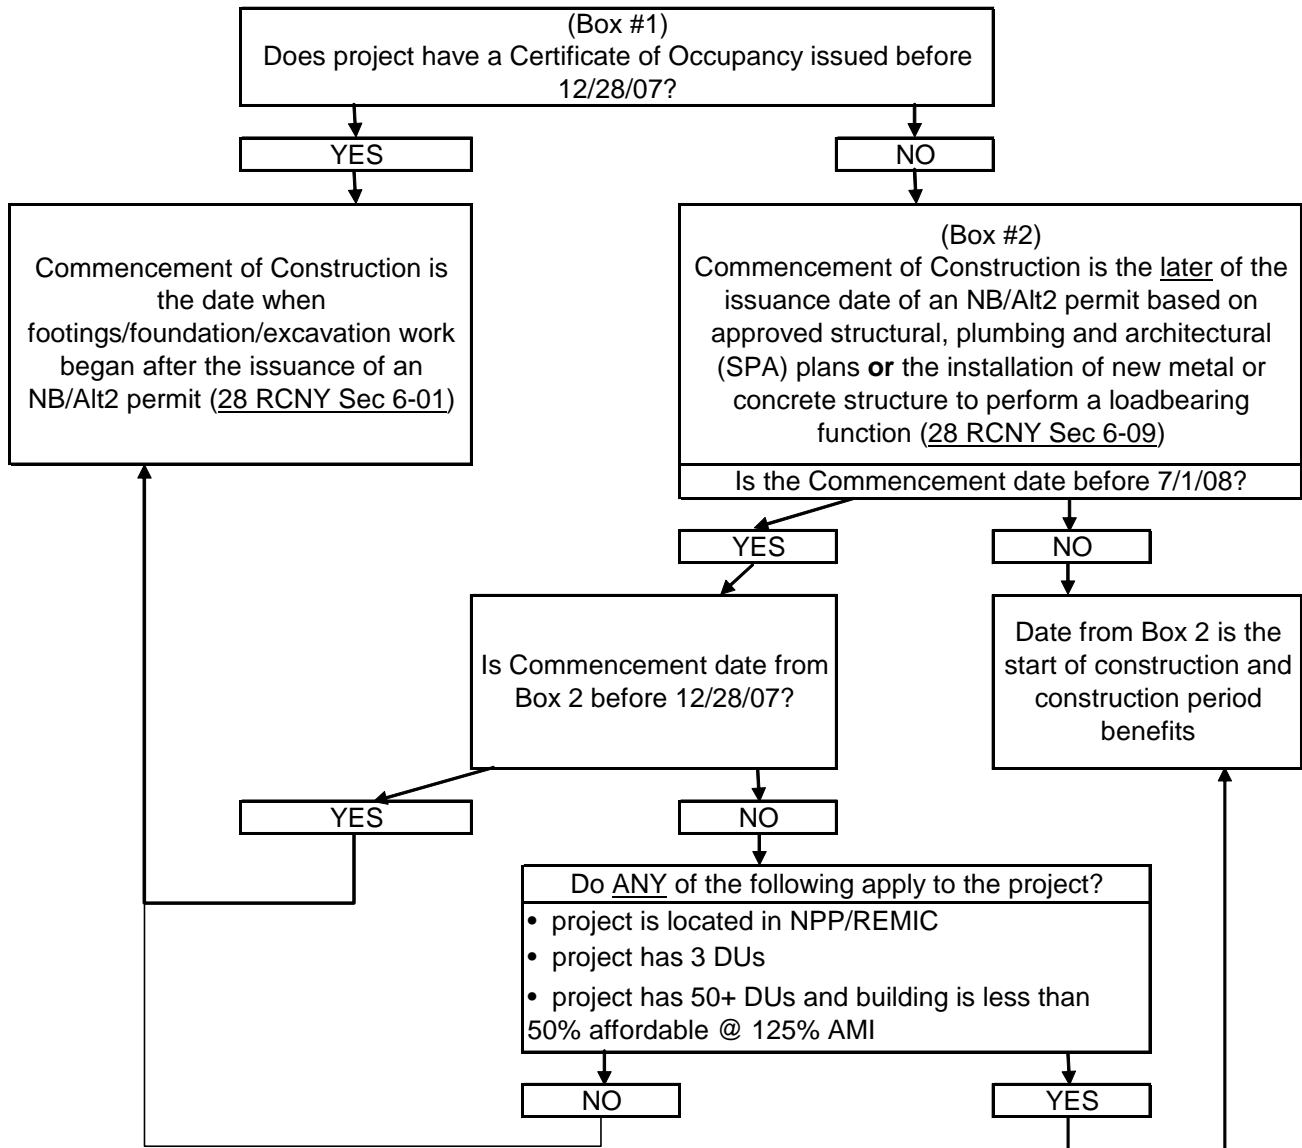 (Box #1)
Does project have a Certificate of Occupancy issued before
12/28/07?
YES
NO
Commencement of Construction is
the date when
footings/foundation/excavation work
began after the issuance of an
NB/Alt2 permit (28 RCNY Sec 6-01)
(Box #2)
Commencement of Construction is the later of the
issuance date of an NB/Alt2 permit based on
approved structural, plumbing and architectural
(SPA) plans or the installation of new metal or
concrete structure to perform a loadbearing
function (28 RCNY Sec 6-09)
Is the Commencement date before 7/1/08?
YES
NO
Is Commencement date from
Box 2 before 12/28/07?
Date from Box 2 is the
start of construction and
construction period
benefits
YES
NO
Do ANY of the following apply to the project?
• project is located in NPP/REMIC
• project has 3 DUs
• project has 50+ DUs and building is less than
50% affordable @ 125% AMI
NO
YES